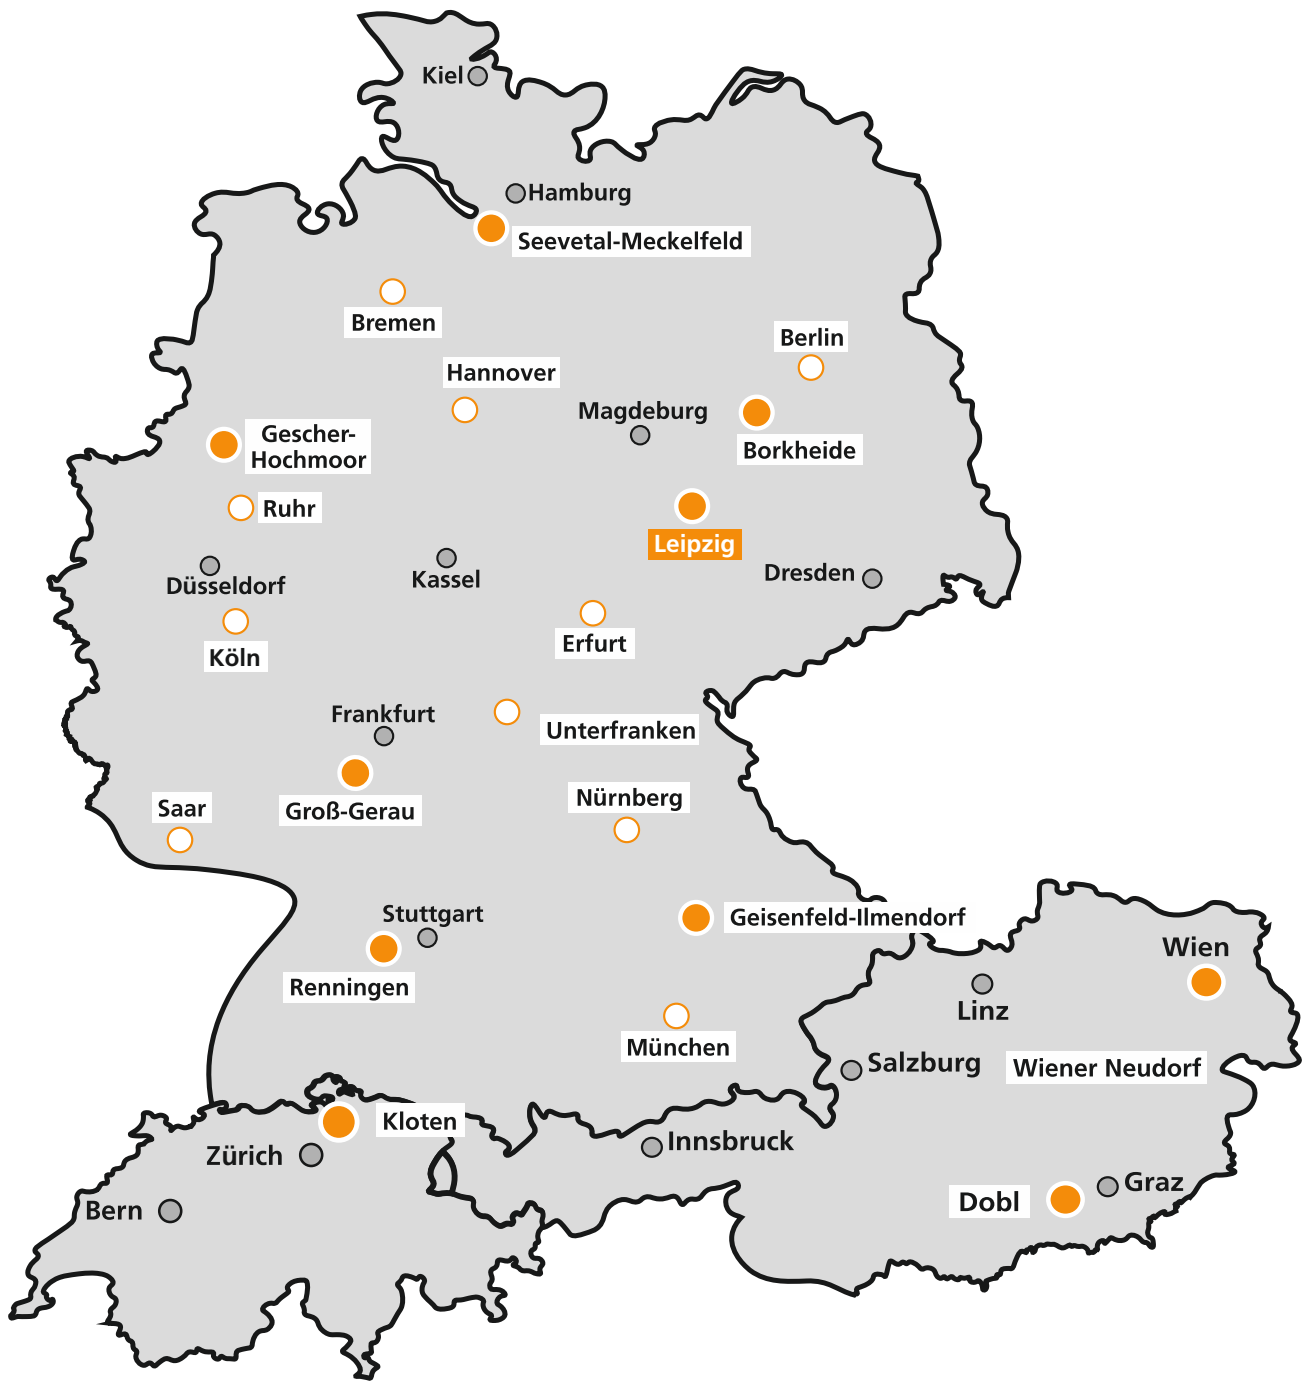 Kiel
Hamburg
Seevetal-Meckelfeld
Bremen
Berlin
Hannover
Magdeburg
Gescher-
Hochmoor
Borkheide
Ruhr
Leipzig
Dresden
Düsseldorf
Kassel
Erfurt
Köln
Frankfurt
Unterfranken
Saar
Groß-Gerau
Nürnberg
Stuttgart
Geisenfeld-Ilmendorf
Wien
Renningen
Linz
München
Salzburg
Wiener Neudorf
Kloten
Innsbruck
Zürich
Graz
Dobl
Bern